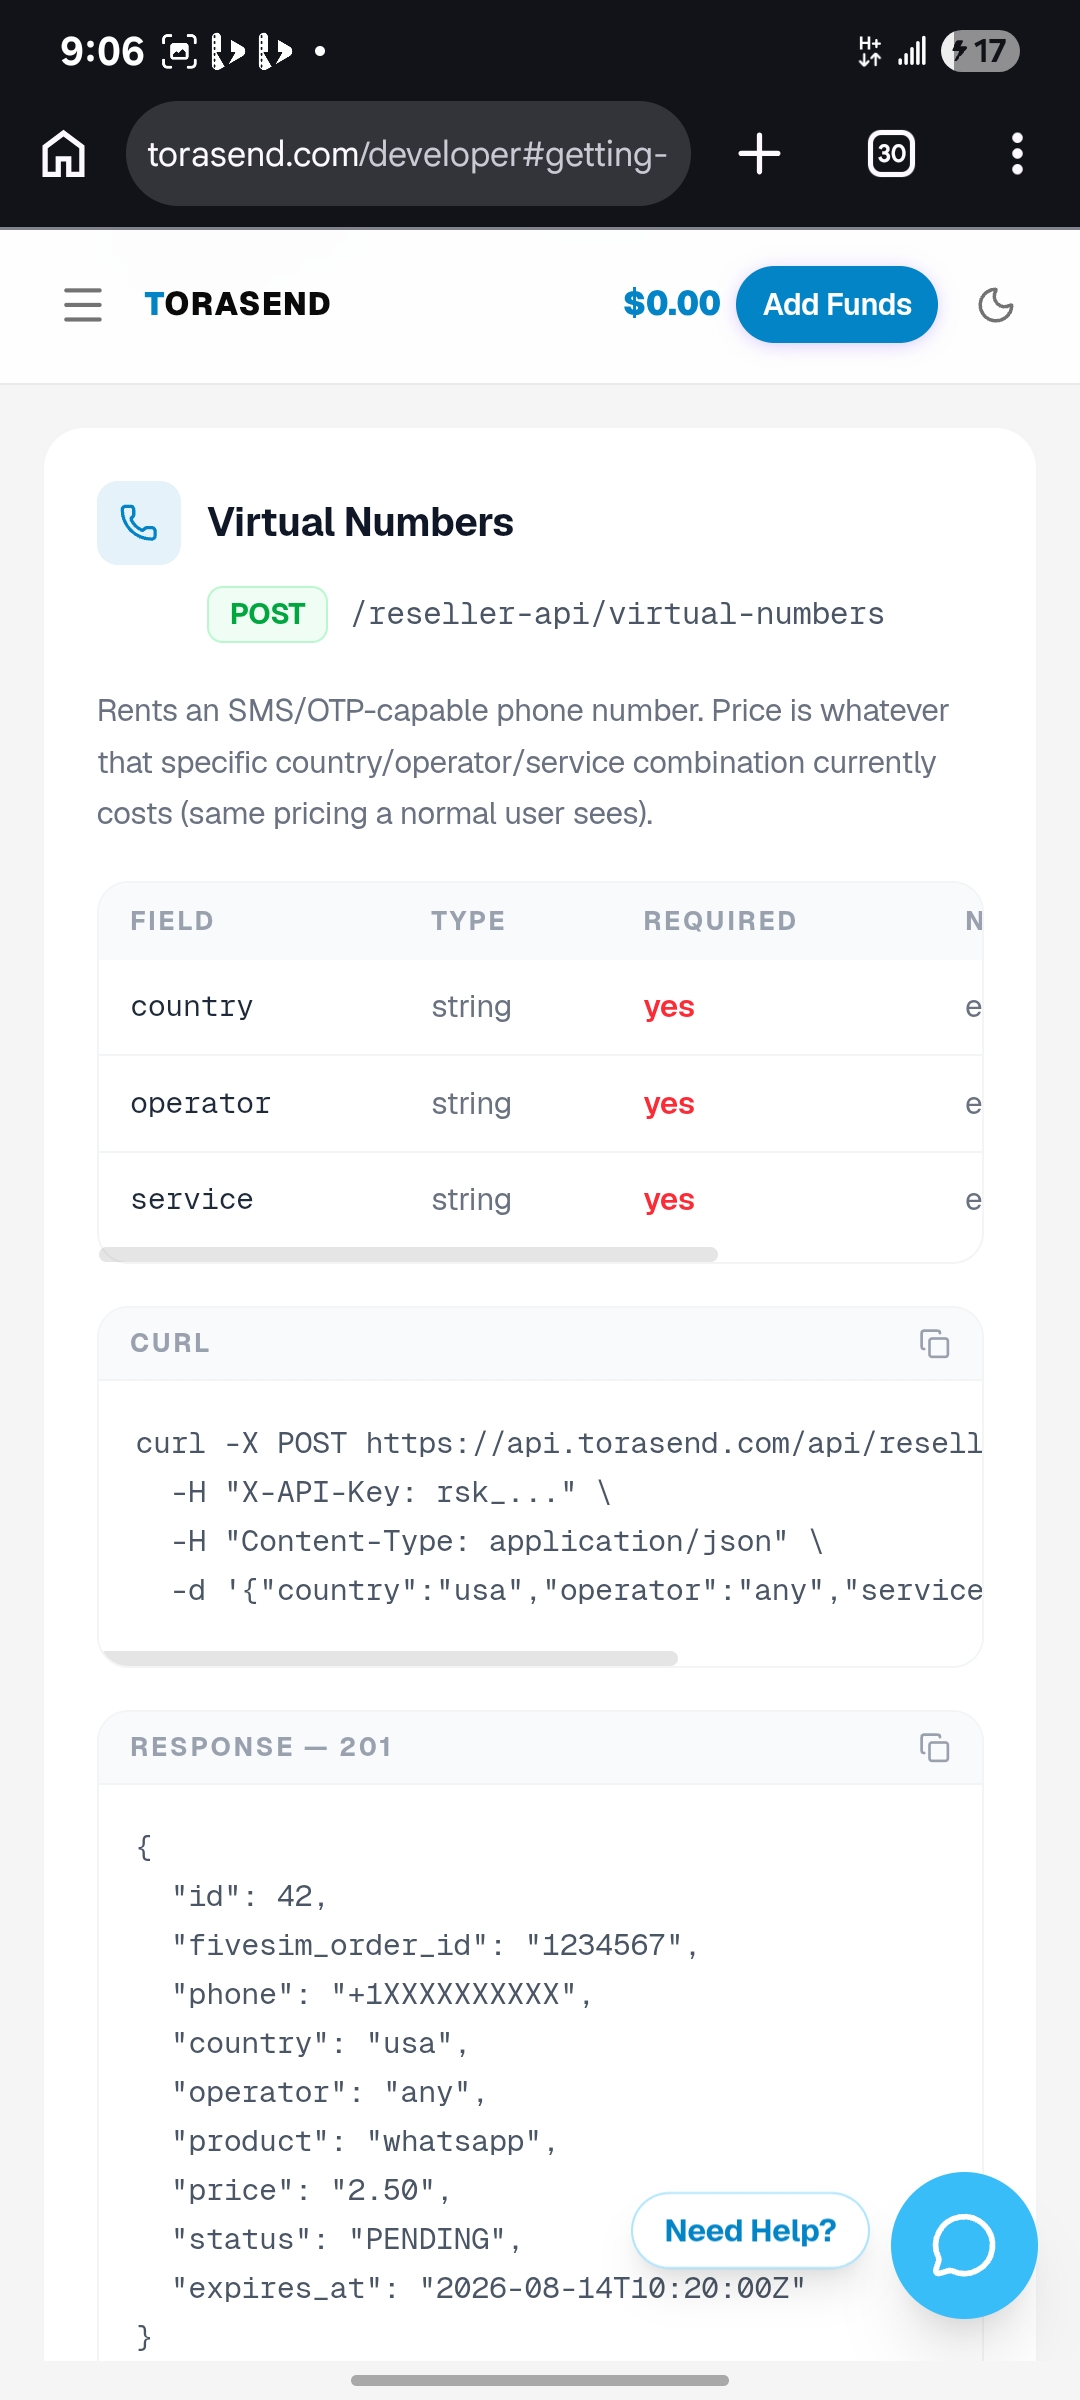 9:06
H+
17
torasend.com/developer#getting-
30
TORASEND
$0.00
Add Funds
Virtual Numbers
POST /reseller-api/virtual-numbers
Rents an SMS/OTP-capable phone number. Price is whatever
that specific country/operator/service combination currently
costs (same pricing a normal user sees).
FIELD TYPE REQUIRED N
country string yes e
operator string yes e
service string yes e
CURL
curl -X POST https://api.torasend.com/api/resell
-H "X-API-Key: rsk_..." \
-H "Content-Type: application/json" \
-d '{"country":"usa","operator":"any","service
RESPONSE — 201
{
"id": 42,
"fivesim_order_id": "1234567",
"phone": "+1XXXXXXXXXX",
"country": "usa",
"operator": "any",
"product": "whatsapp",
"price": "2.50",
"status": "PENDING",
Need Help?
"expires_at": "2026-08-14T10:20:00Z"
}